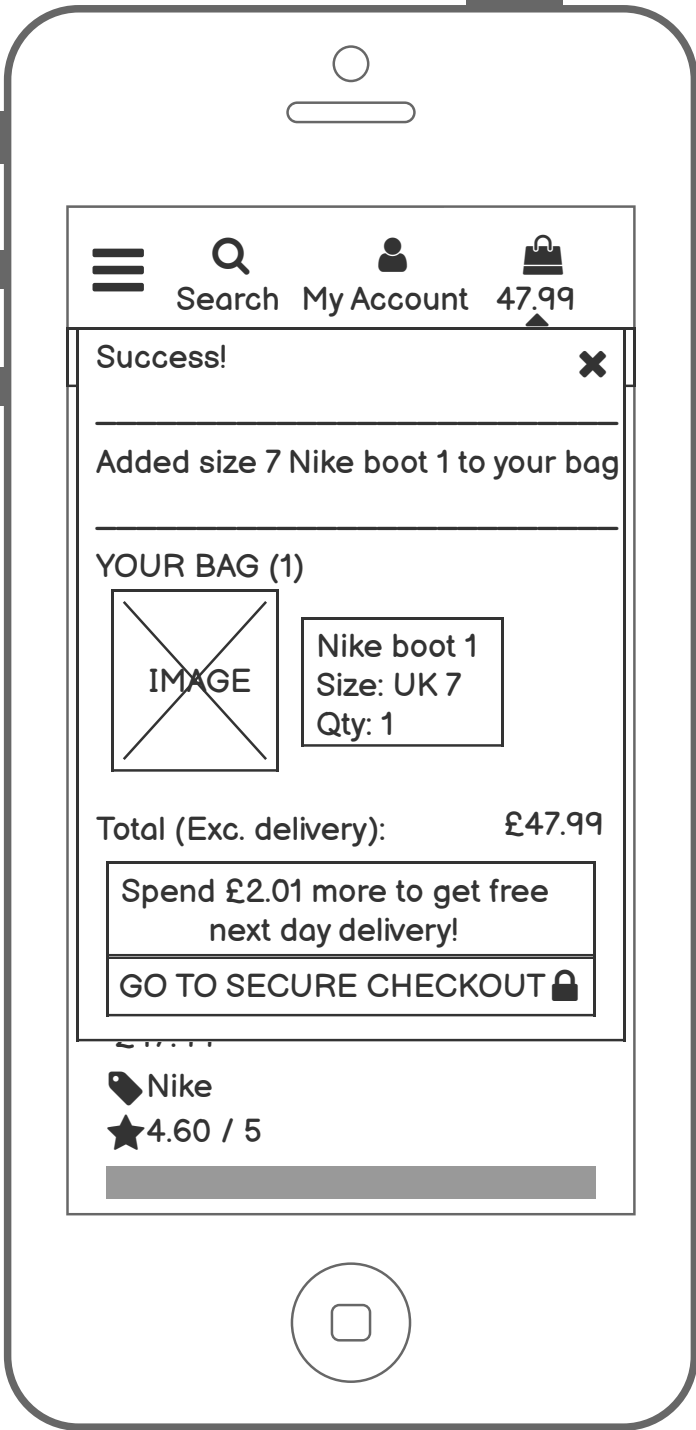 Search My Account 47.99
Success!
Added size 7 Nike boot 1 to your bag
YOUR BAG (1)
IMAGE
Nike boot 1
Size: UK 7
Qty: 1
Total (Exc. delivery): £47.99
Spend £2.01 more to get free
next day delivery!
GO TO SECURE CHECKOUT
Nike
4.60 / 5